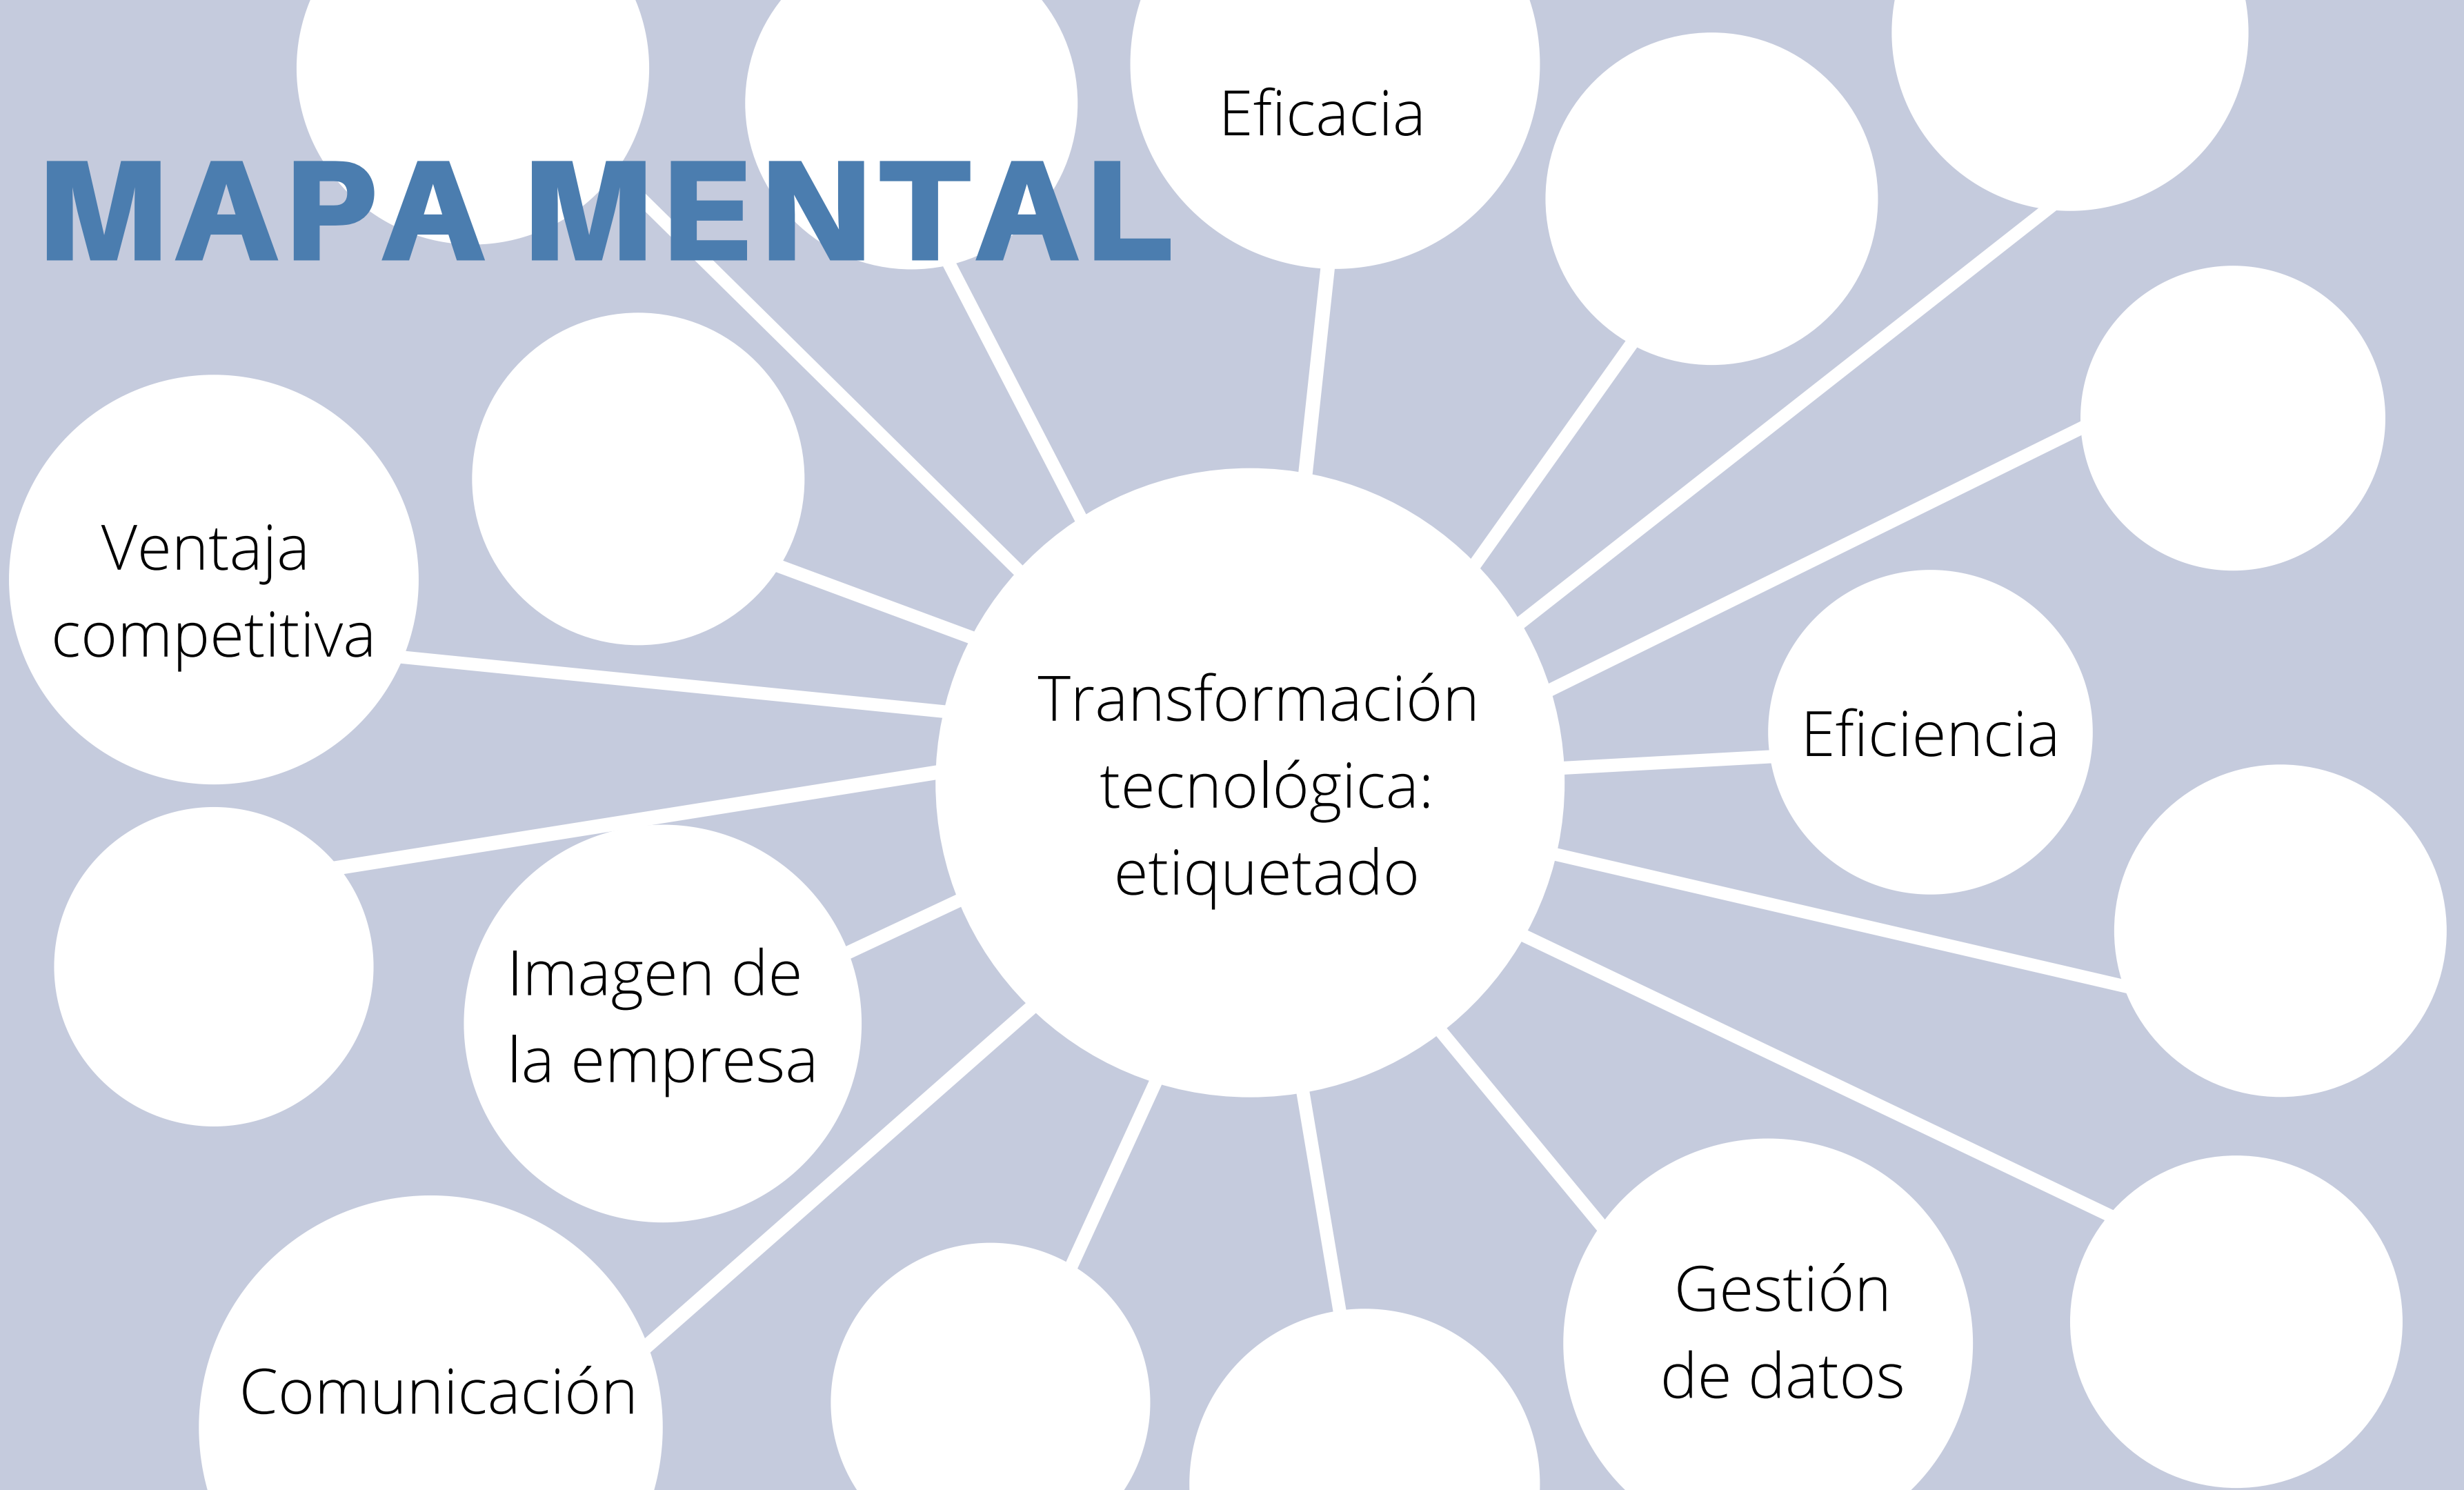 MAPA MENTAL
Eficacia
Ventaja
competitiva
Transformación
tecnológica:
etiquetado
Eficiencia
Imagen de
la empresa
Gestión
de datos
Comunicación